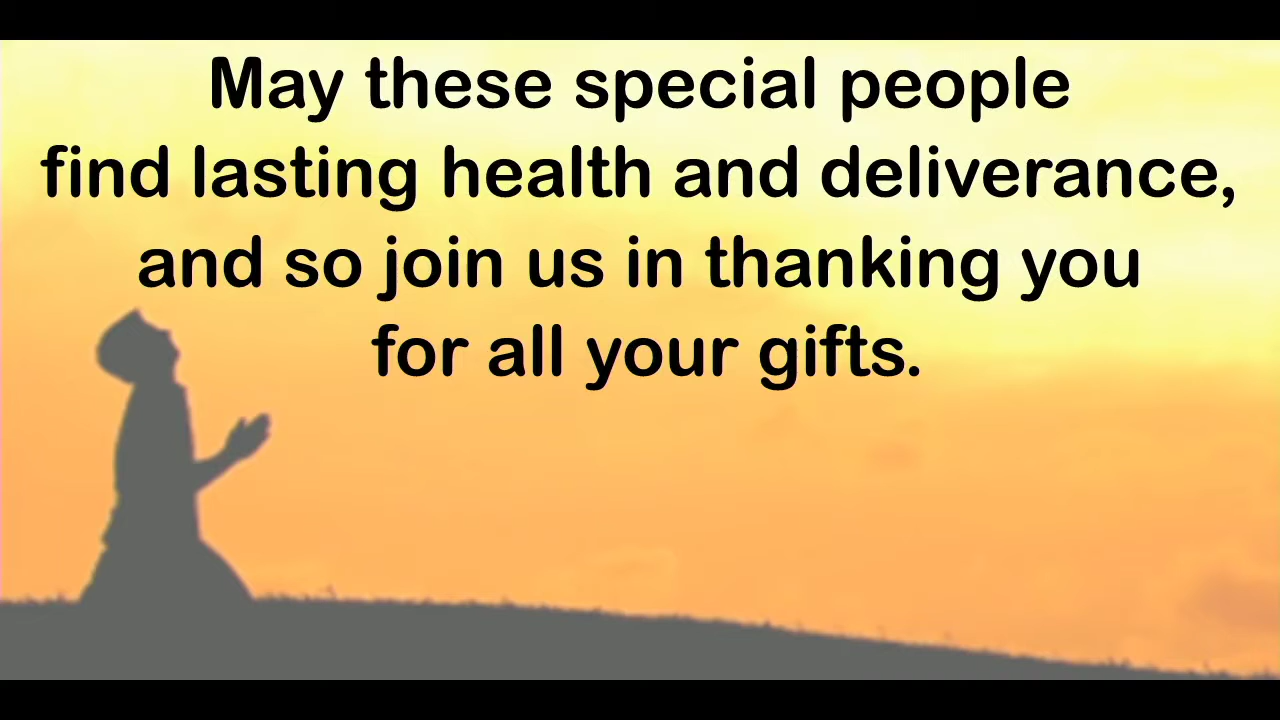 May these special people
find lasting health and deliverance,
and so join us in thanking you
for all your gifts.